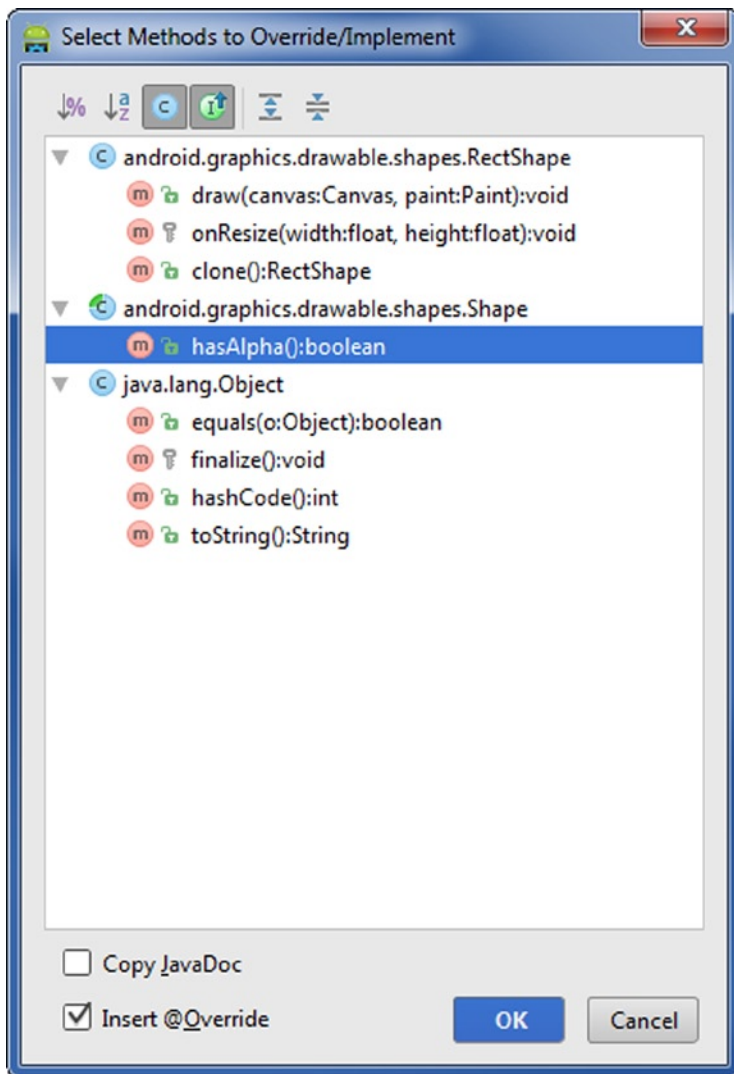 Select Methods to Override/Implement
android.graphics.drawable.shapes.RectShape
draw(canvas:Canvas, paint:Paint):void
onResize(width:float, height:float):void
clone():RectShape
android.graphics.drawable.shapes.Shape
hasAlpha():boolean
java.lang.Object
equals(o:Object):boolean
finalize():void
hashCode():int
toString():String
Copy JavaDoc
Insert @Override
OK
Cancel